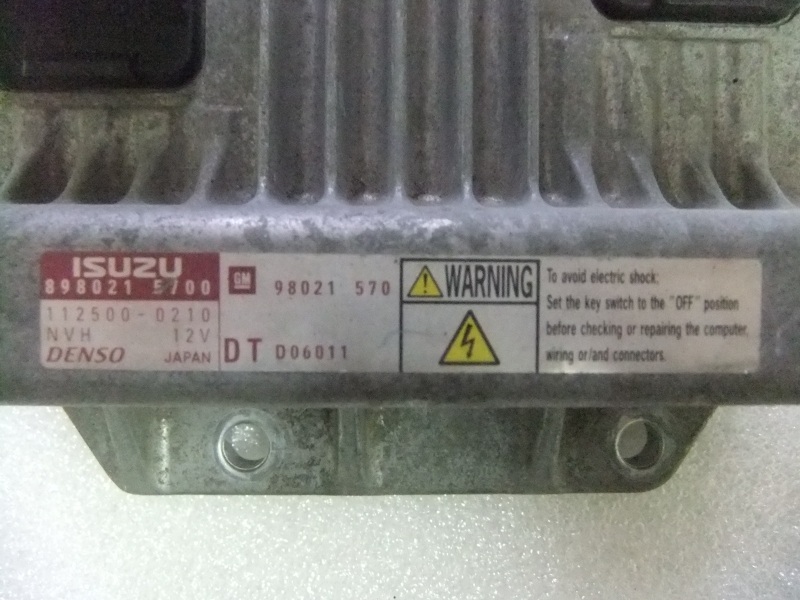 ISUZU
898021 5700
112500-0210
NVH 12V
DENSO JAPAN
GM 98021 570
DT D06011
WARNING
To avoid electric shock;
Set the key switch to the "OFF" position
before checking or repairing the computer,
wiring or/and connectors.